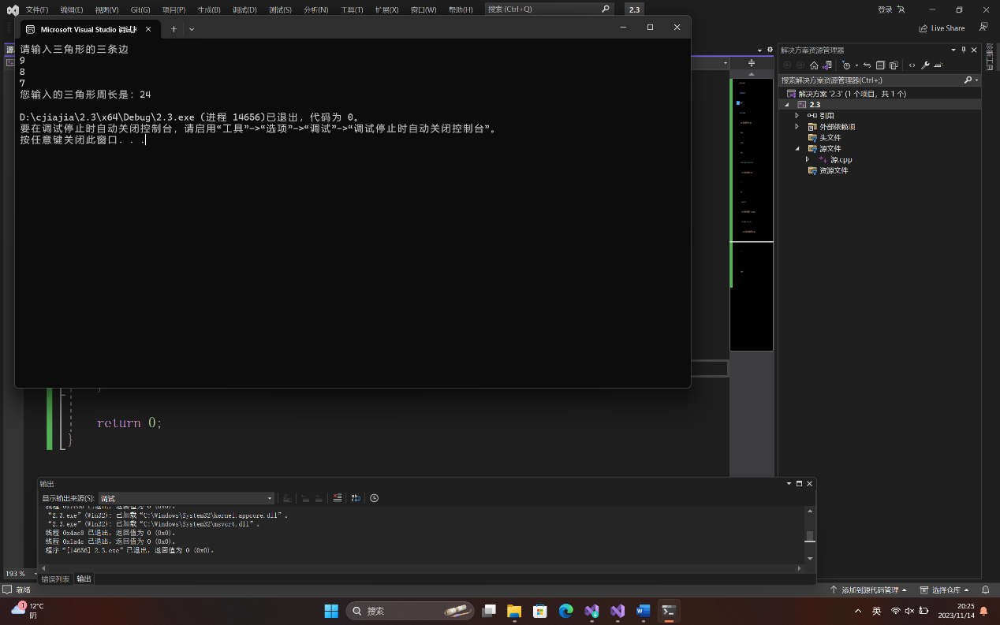 文件(F) 编辑(E) 视图(V) Git(G) 项目(P) 生成(B) 调试(D) 测试(S) 分析(N) 工具(T) 扩展(X) 窗口(W) 帮助(H) 搜索 (Ctrl+Q) 2.3 登录
Microsoft Visual Studio 调试
Live Share
请输入三角形的三条边
9
8
7
您输入的三角形周长是：24
D:\cjiajia\2.3\x64\Debug\2.3.exe (进程 14656)已退出，代码为 0。
要在调试停止时自动关闭控制台，请启用“工具”->“选项”->“调试”->“调试停止时自动关闭控制台”。
按任意键关闭此窗口. . .
解决方案资源管理器
搜索解决方案资源管理器(Ctrl+;)
解决方案 '2.3' (1 个项目，共 1 个)
2.3
引用
外部依赖项
头文件
源文件
源.cpp
资源文件
诊断工具
return 0;
}
输出
显示输出来源(S): 调试
“2.3.exe”(Win32): 已加载“C:\Windows\System32\kernel.appcore.dll”。
“2.3.exe”(Win32): 已加载“C:\Windows\System32\msvcrt.dll”。
线程 0x4ac8 已退出，返回值为 0 (0x0)。
线程 0x1a4c 已退出，返回值为 0 (0x0)。
程序“[14656] 2.3.exe”已退出，返回值为 0 (0x0)。
193 %
错误列表 输出
就绪
添加到源代码管理 选择仓库
1
12°C
阴
搜索
英
20:25
2023/11/14